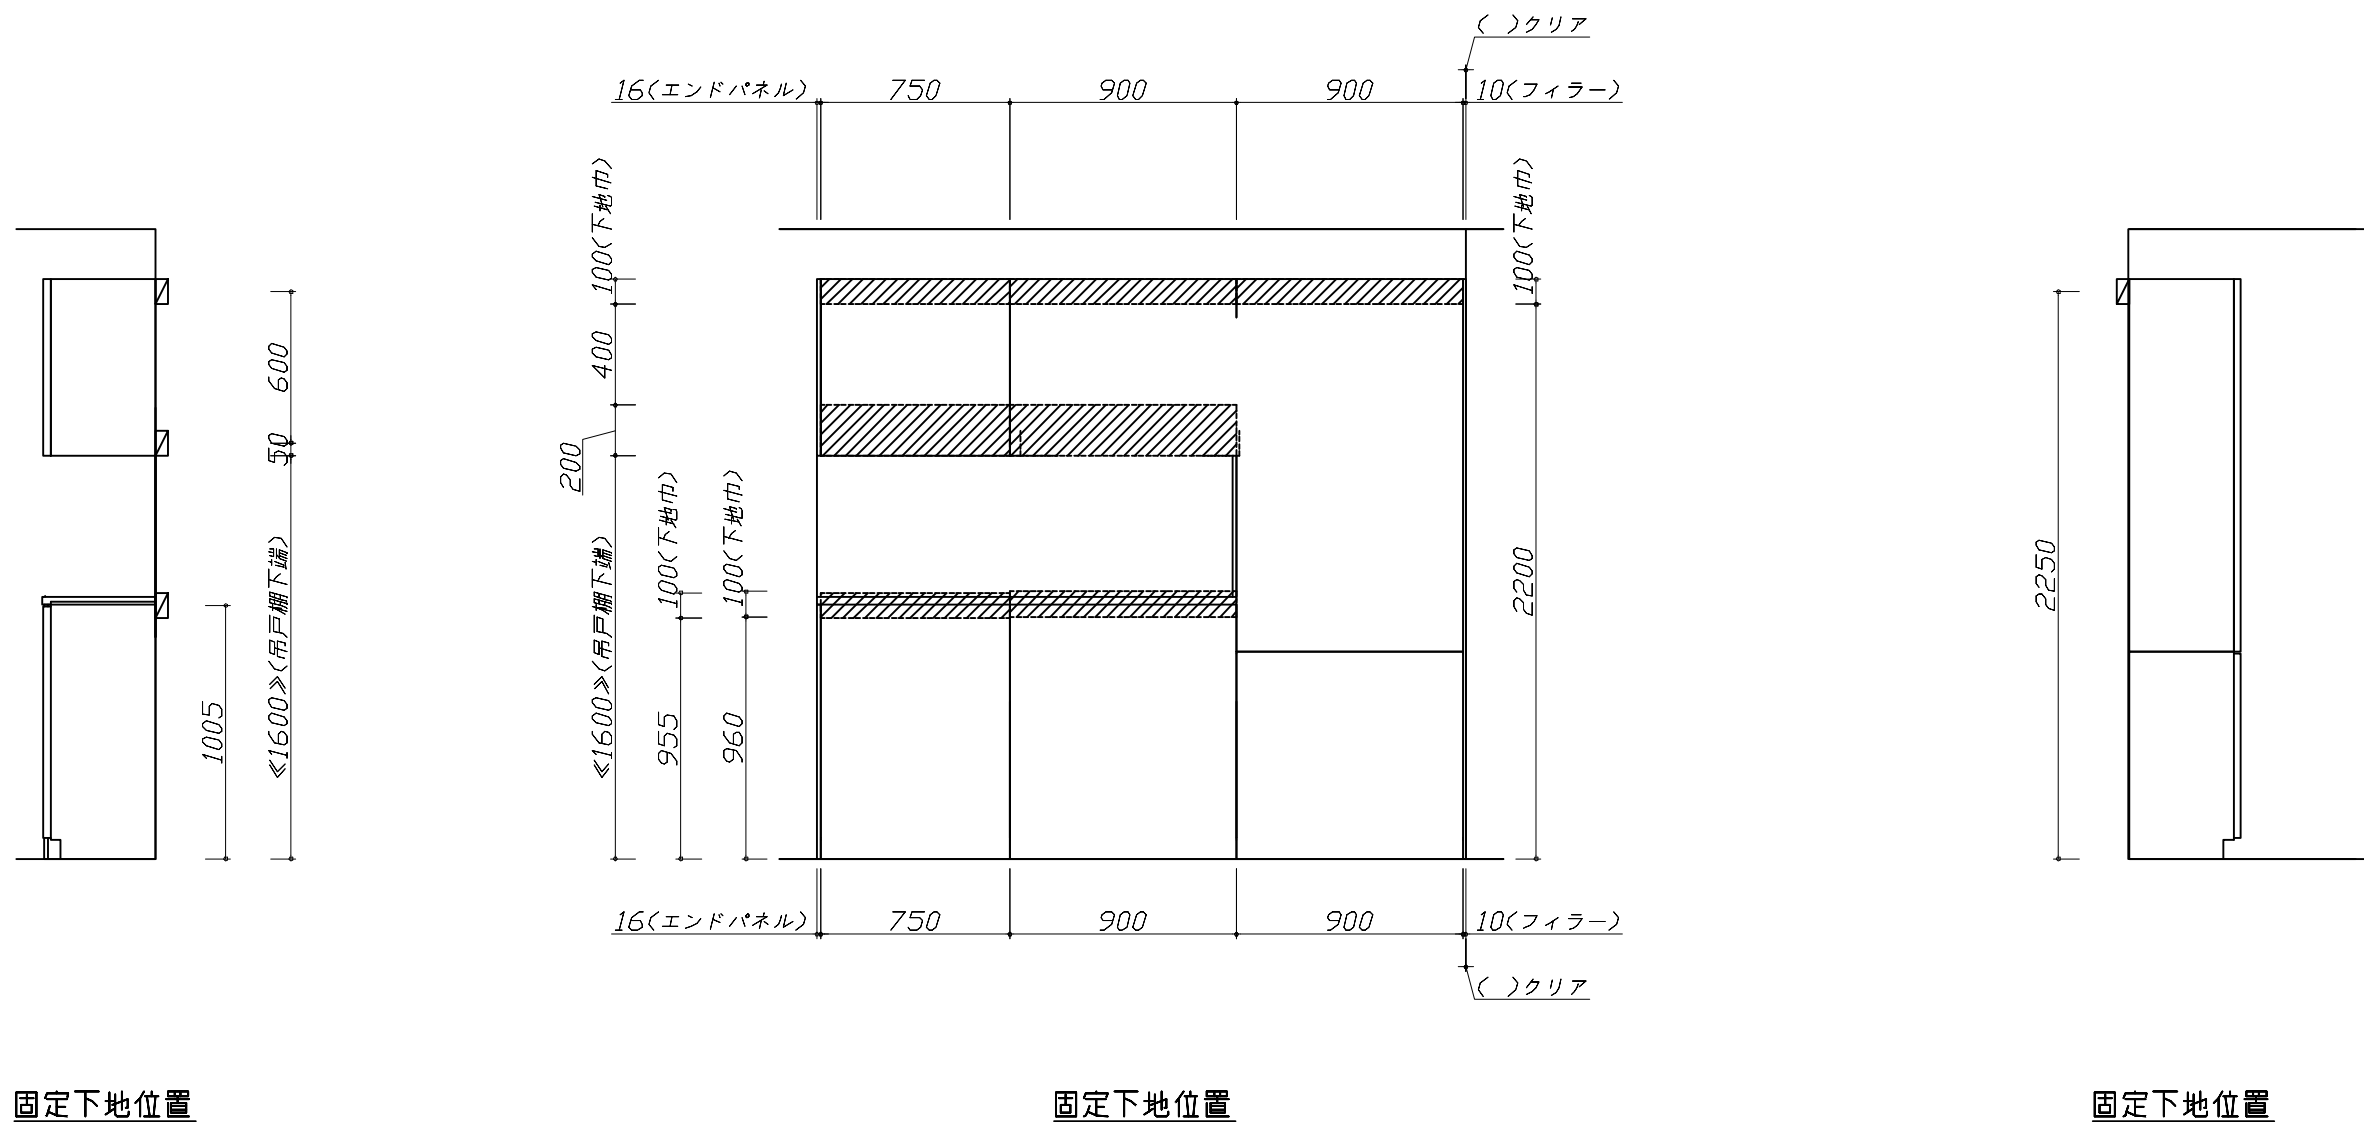 ( )クリア
16(エンドパネル)
750
900
900
10(フィラー)
100(下地巾)
400
200
≪1600≫(吊戸棚下端)
100(下地巾)
955
100(下地巾)
960
600
50
≪1600≫(吊戸棚下端)
1005
100(下地巾)
2200
2250
16(エンドパネル)
750
900
900
10(フィラー)
( )クリア
固定下地位置
固定下地位置
固定下地位置